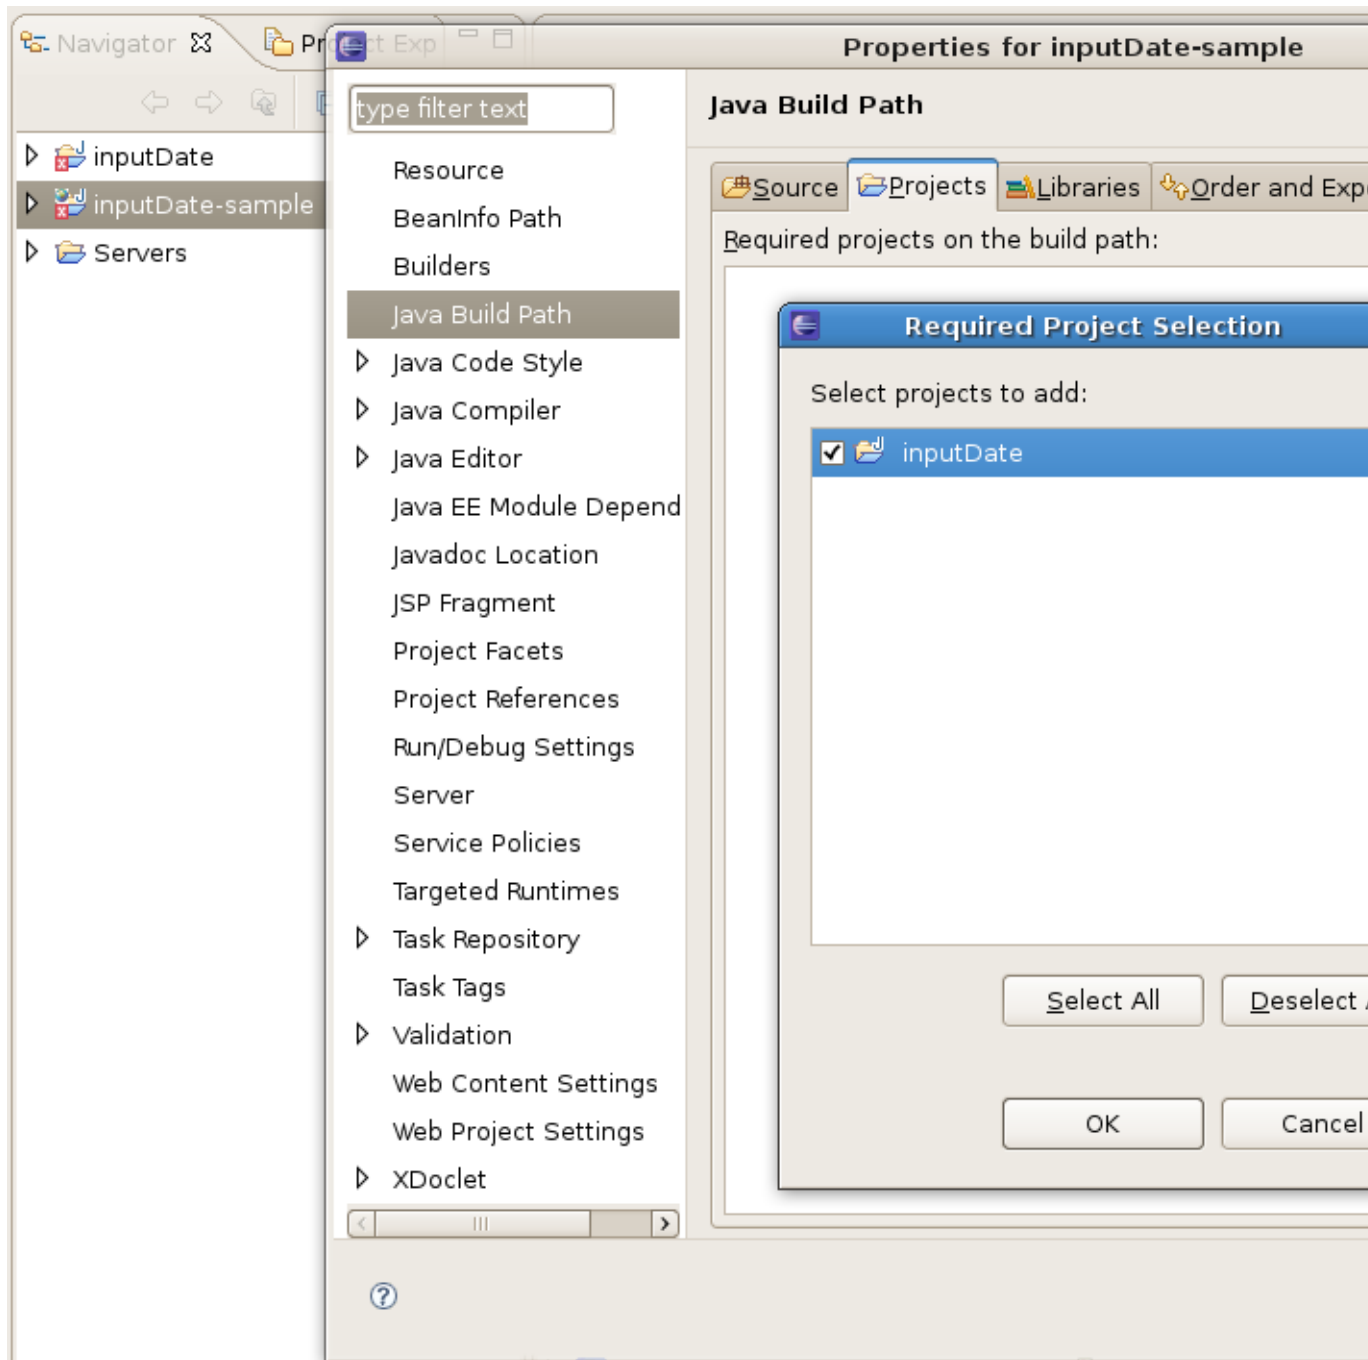 Navigator
Project Exp
Properties for inputDate-sample
inputDate
inputDate-sample
Servers
type filter text
Resource
BeanInfo Path
Builders
Java Build Path
Java Code Style
Java Compiler
Java Editor
Java EE Module Depend
Javadoc Location
JSP Fragment
Project Facets
Project References
Run/Debug Settings
Server
Service Policies
Targeted Runtimes
Task Repository
Task Tags
Validation
Web Content Settings
Web Project Settings
XDoclet
Java Build Path
Source Projects Libraries Order and Exp
Required projects on the build path:
Required Project Selection
Select projects to add:
inputDate
Select All Deselect
OK Cancel